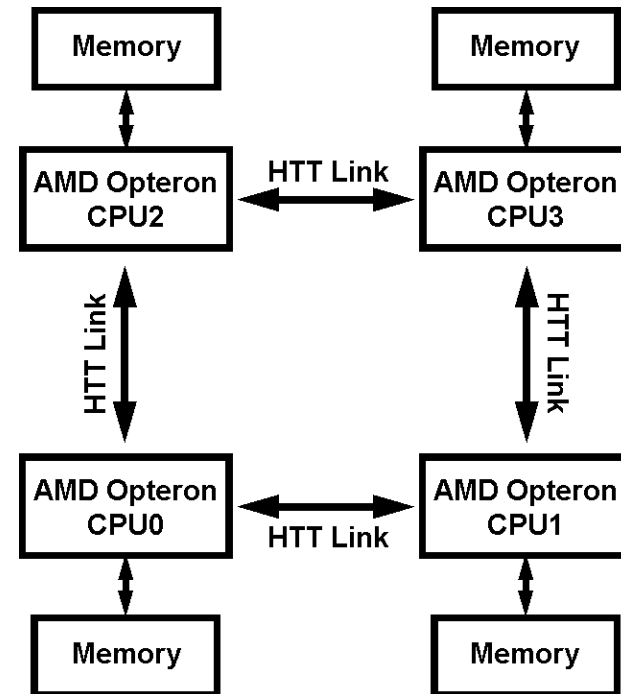 Memory
Memory
AMD Opteron
CPU2
HTT Link
AMD Opteron
CPU3
HTT Link
HTT Link
AMD Opteron
CPU0
HTT Link
AMD Opteron
CPU1
Memory
Memory